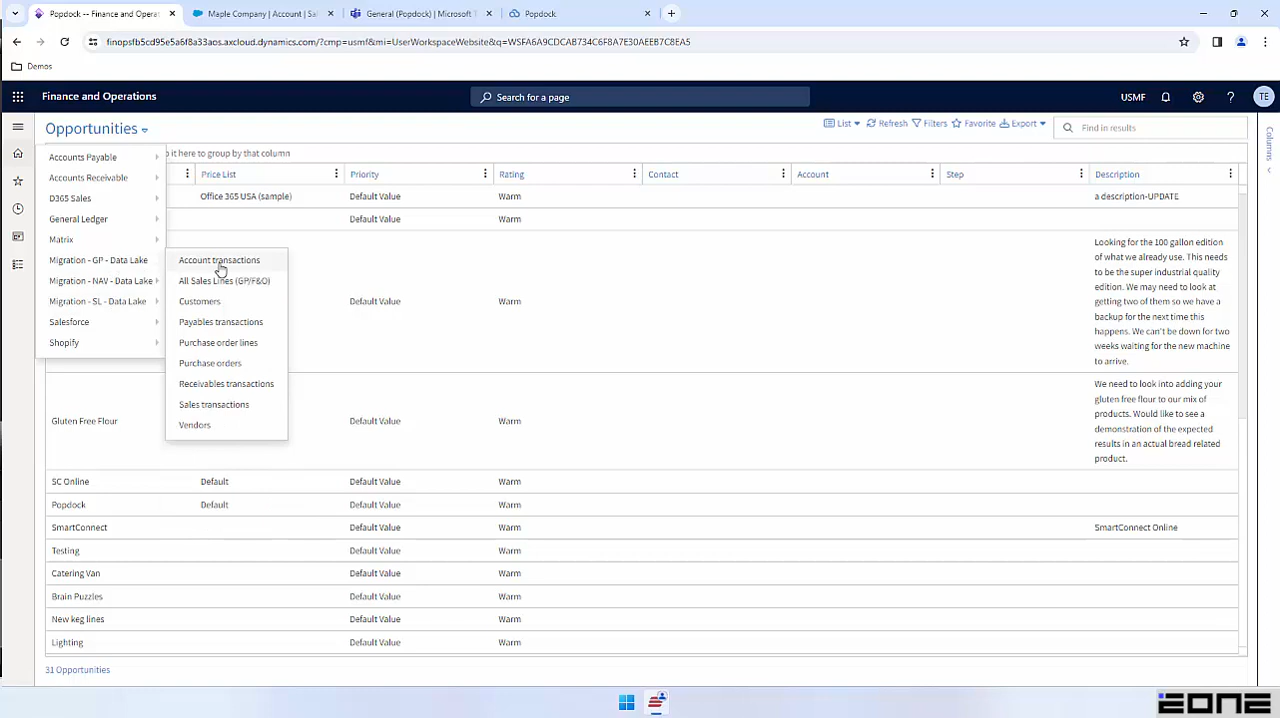 Popdock -- Finance and Operat
Maple Company | Account | Sal
General (Popdock) | Microsoft
Popdock
finopsfb5cd95e5a6f8a33aos.axcloud.dynamics.com/?cmp=usmf&mi=UserWorkspaceWebsite&q=WSFA6A9CDCAB734C6F8A7E30AEEB7C8EA5
Demos
Finance and Operations
Search for a page
USMF
?
TE
Opportunities
List
Refresh
Filters
Favorite
Export
Find in results
Columns
it here to group by that column
Price List
Priority
Rating
Contact
Account
Step
Description
Accounts Payable
Accounts Receivable
D365 Sales
General Ledger
Matrix
Migration - GP - Data Lake
Migration - NAV - Data Lake
Migration - SL - Data Lake
Salesforce
Shopify
Account transactions
All Sales Lines (GP/F&O)
Customers
Payables transactions
Purchase order lines
Purchase orders
Receivables transactions
Sales transactions
Vendors
Office 365 USA (sample) Default Value Warm a description-UPDATE
Default Value Warm
Default Value Warm
Looking for the 100 gallon edition
of what we already use. This needs
to be the super industrial quality
edition. We may need to look at
getting two of them so we have a
backup for the next time this
happens. We can't be down for two
weeks waiting for the new machine
to arrive.
Gluten Free Flour Default Value Warm
We need to look into adding your
gluten free flour to our mix of
products. Would like to see a
demonstration of the expected
results in an actual bread related
product.
SC Online Default Default Value Warm
Popdock Default Default Value Warm
SmartConnect Default Value Warm SmartConnect Online
Testing Default Value Warm
Catering Van Default Value Warm
Brain Puzzles Default Value Warm
New keg lines Default Value Warm
Lighting Default Value Warm
31 Opportunities
eone